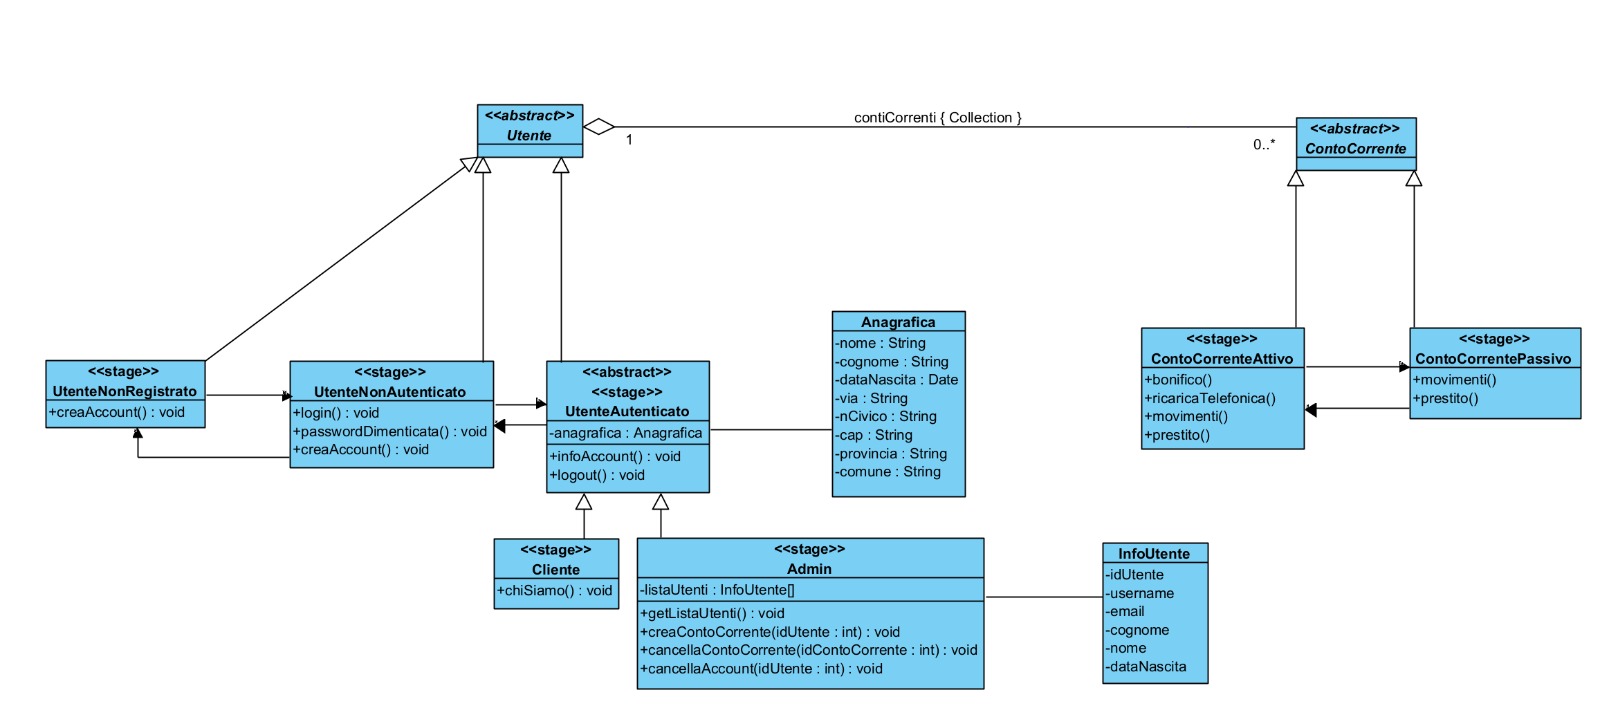 <<abstract>>
Utente
1
contiCorrenti { Collection }
0..*
<<abstract>>
ContoCorrente
<<stage>>
UtenteNonRegistrato
+creaAccount() : void
<<stage>>
UtenteNonAutenticato
+login() : void
+passwordDimenticata() : void
+creaAccount() : void
<<abstract>>
<<stage>>
UtenteAutenticato
-anagrafica : Anagrafica
+infoAccount() : void
+logout() : void
Anagrafica
-nome : String
-cognome : String
-dataNascita : Date
-via : String
-nCivico : String
-cap : String
-provincia : String
-comune : String
<<stage>>
ContoCorrenteAttivo
+bonifico()
+ricaricaTelefonica()
+movimenti()
+prestito()
<<stage>>
ContoCorrentePassivo
+movimenti()
+prestito()
<<stage>>
Cliente
+chiSiamo() : void
<<stage>>
Admin
-listaUtenti : InfoUtente[]
+getListaUtenti() : void
+creaContoCorrente(idUtente : int) : void
+cancellaContoCorrente(idContoCorrente : int) : void
+cancellaAccount(idUtente : int) : void
InfoUtente
-idUtente
-username
-email
-cognome
-nome
-dataNascita